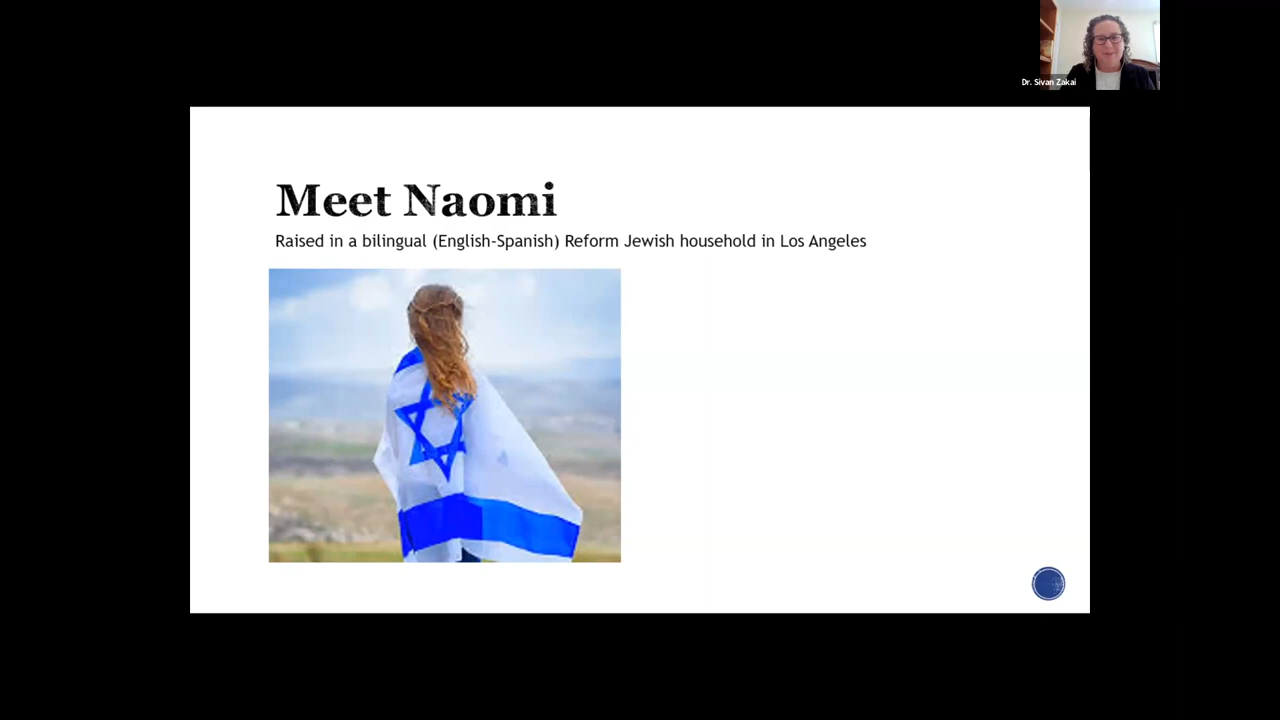 Dr. Sivan Zakai
Meet Naomi
Raised in a bilingual (English-Spanish) Reform Jewish household in Los Angeles